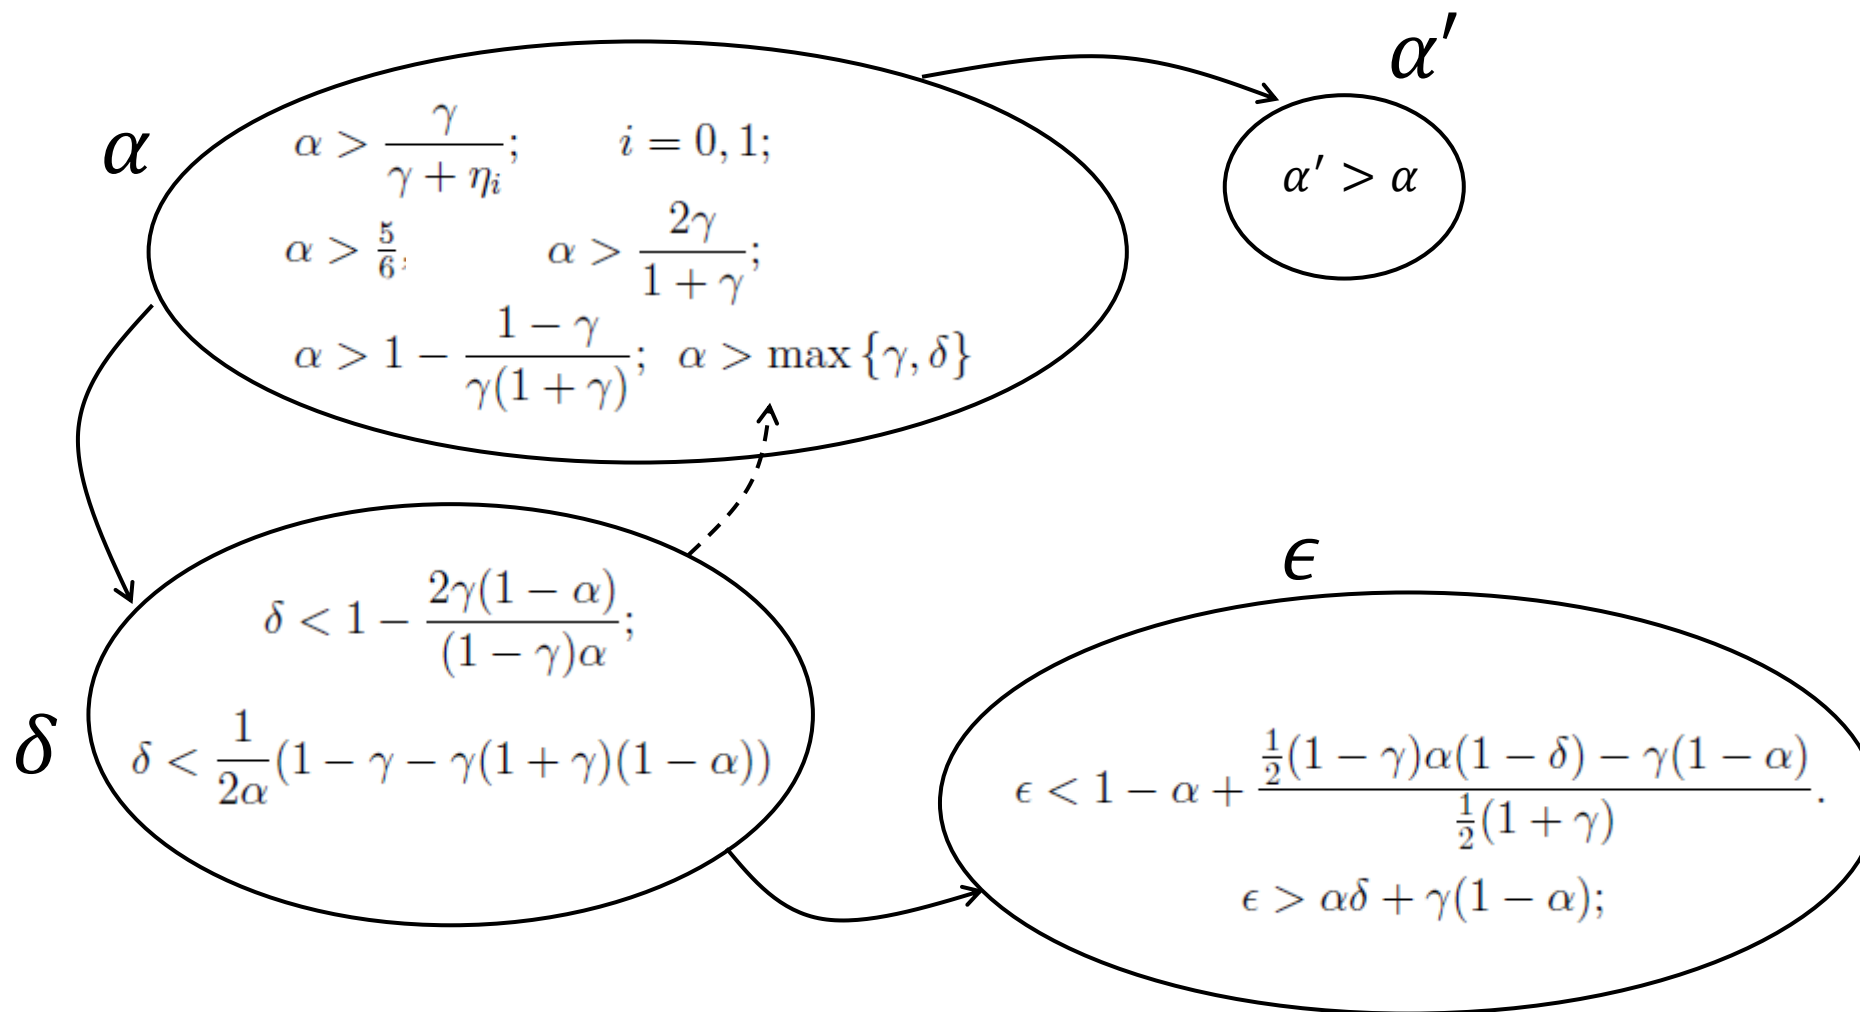 α′
α
α > γ/(γ + ηᵢ); i = 0, 1;
α′ > α
α > 5/6, α > 2γ/(1 + γ);
α > 1 − (1 − γ)/(γ(1 + γ)); α > max {γ, δ}
ϵ
δ < 1 − 2γ(1 − α)/((1 − γ)α);
δ
δ < 1/(2α) (1 − γ − γ(1 + γ)(1 − α))
ϵ < 1 − α + (½(1 − γ)α(1 − δ) − γ(1 − α))/(½(1 + γ)).
ϵ > αδ + γ(1 − α);